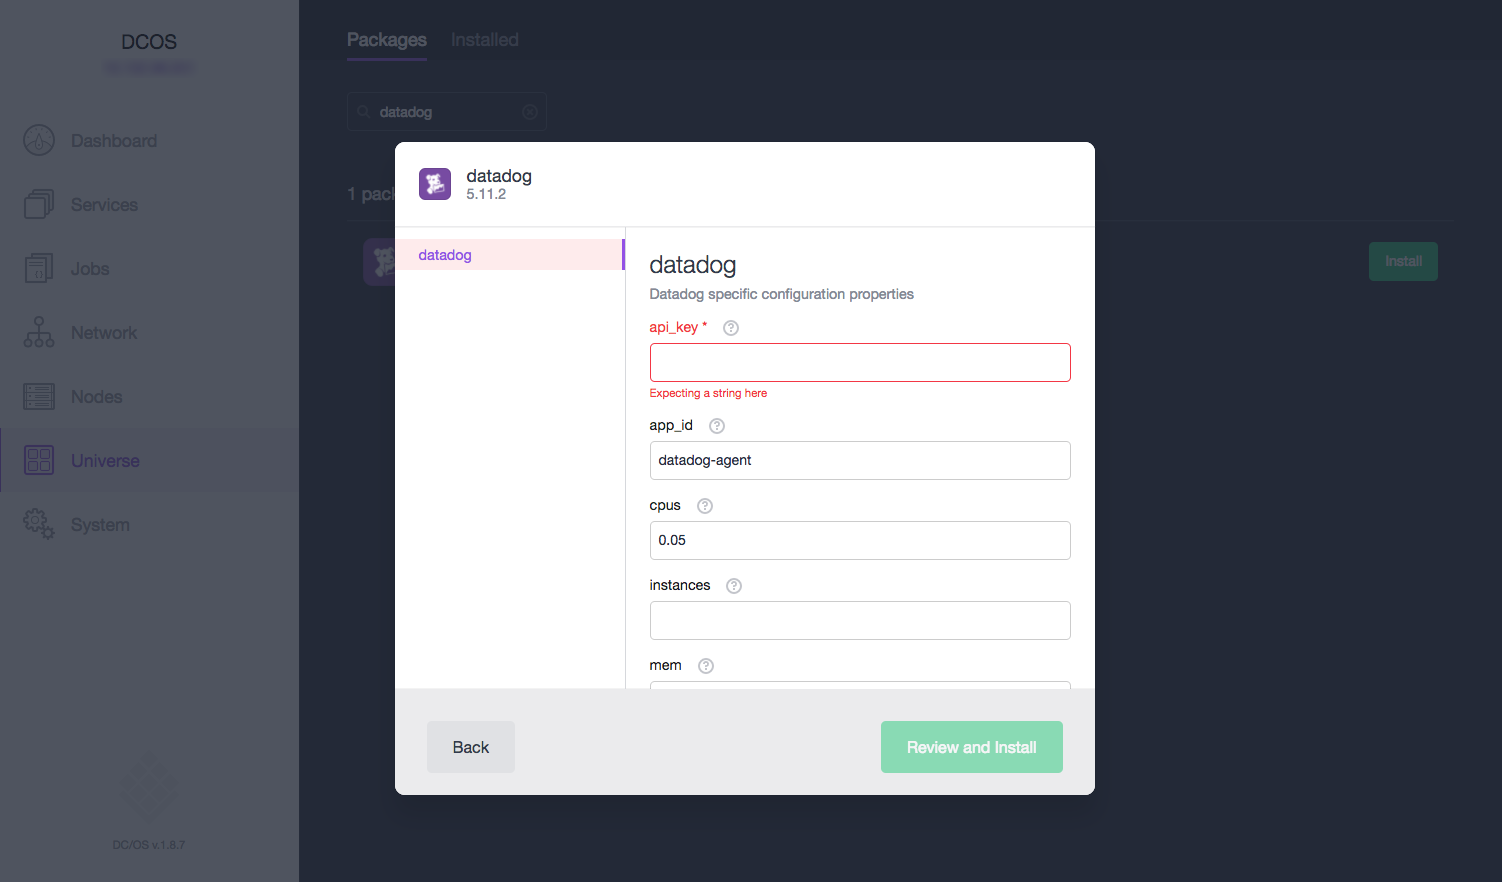 DCOS
Dashboard
Services
Jobs
Network
Nodes
Universe
System
DC/OS v.1.8.7
Packages
Installed
datadog
1 pac
Install
datadog
5.11.2
datadog
datadog
Datadog specific configuration properties
api_key *
Expecting a string here
app_id
datadog-agent
cpus
0.05
instances
mem
Back
Review and Install